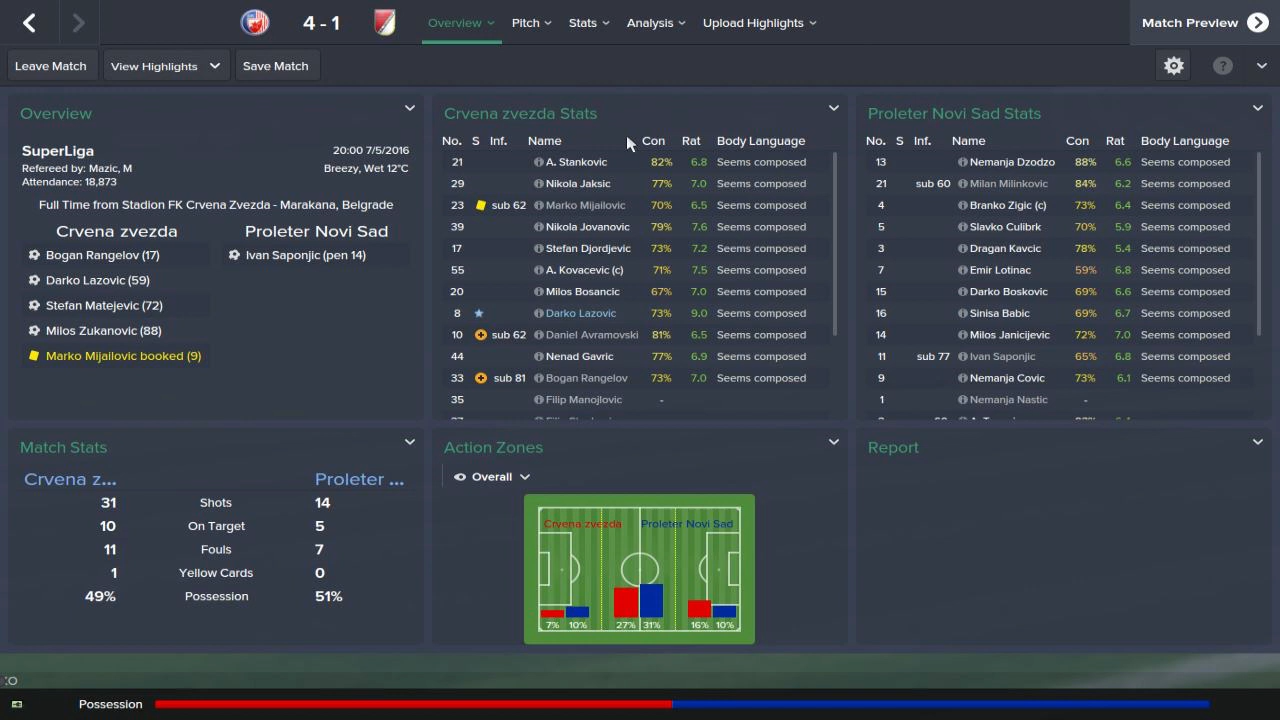 4 - 1
Overview
Pitch
Stats
Analysis
Upload Highlights
Match Preview
Leave Match
View Highlights
Save Match
?
Overview
SuperLiga
20:00 7/5/2016
Refereed by: Mazic, M
Breezy, Wet 12°C
Attendance: 18,873
Full Time from Stadion FK Crvena Zvezda - Marakana, Belgrade
Crvena zvezda
Proleter Novi Sad
Bogan Rangelov (17)
Ivan Saponjic (pen 14)
Darko Lazovic (59)
Stefan Matejevic (72)
Milos Zukanovic (88)
Marko Mijailovic booked (9)
Crvena zvezda Stats
No. S Inf. Name Con Rat Body Language
21 A. Stankovic 82% 6.8 Seems composed
29 Nikola Jaksic 77% 7.0 Seems composed
23 sub 62 Marko Mijailovic 70% 6.5 Seems composed
39 Nikola Jovanovic 79% 7.6 Seems composed
17 Stefan Djordjevic 73% 7.2 Seems composed
55 A. Kovacevic (c) 71% 7.5 Seems composed
20 Milos Bosancic 67% 7.0 Seems composed
8 Darko Lazovic 73% 9.0 Seems composed
10 sub 62 Daniel Avramovski 81% 6.5 Seems composed
44 Nenad Gavric 77% 6.9 Seems composed
33 sub 81 Bogan Rangelov 73% 7.0 Seems composed
35 Filip Manojlovic -
Proleter Novi Sad Stats
No. S Inf. Name Con Rat Body Language
13 Nemanja Dzodzo 88% 6.6 Seems composed
21 sub 60 Milan Milinkovic 84% 6.2 Seems composed
4 Branko Zigic (c) 73% 6.4 Seems composed
5 Slavko Culibrk 70% 5.9 Seems composed
3 Dragan Kavcic 78% 5.4 Seems composed
7 Emir Lotinac 59% 6.8 Seems composed
15 Darko Boskovic 69% 6.6 Seems composed
16 Sinisa Babic 69% 6.7 Seems composed
14 Milos Janicijevic 72% 7.0 Seems composed
11 sub 77 Ivan Saponjic 65% 6.8 Seems composed
9 Nemanja Covic 73% 6.1 Seems composed
1 Nemanja Nastic -
Match Stats
Crvena z... Proleter ...
31 Shots 14
10 On Target 5
11 Fouls 7
1 Yellow Cards 0
49% Possession 51%
Action Zones
Overall
Crvena zvezda Proleter Novi Sad
7% 10% 27% 31% 16% 10%
Report
Possession